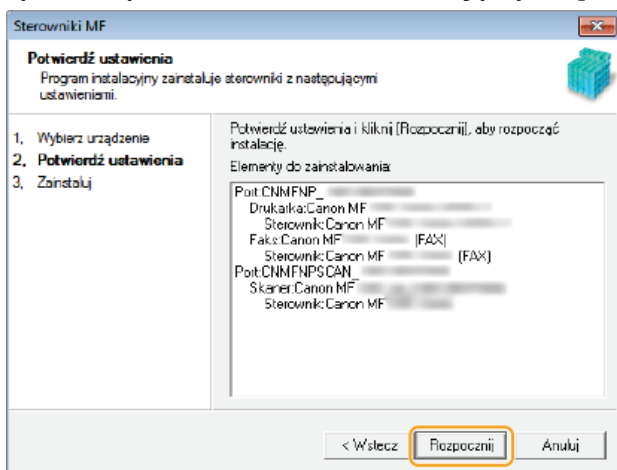 Sterowniki MF
Potwierdź ustawienia
Program instalacyjny zainstaluje sterowniki z następującymi
ustawieniami.
1. Wybierz urządzenie
2. Potwierdź ustawienia
3. Zainstaluj
Potwierdź ustawienia i kliknij [Rozpocznij], aby rozpocząć
instalację.
Elementy do zainstalowania:
Port:CNMFNP_
Drukarka:Canon MF
Sterownik:Canon MF
Faks:Canon MF (FAX)
Sterownik:Canon MF (FAX)
Port:CNMFNPSCAN_
Skaner:Canon MF
Sterownik:Canon MF
< Wstecz Rozpocznij Anuluj